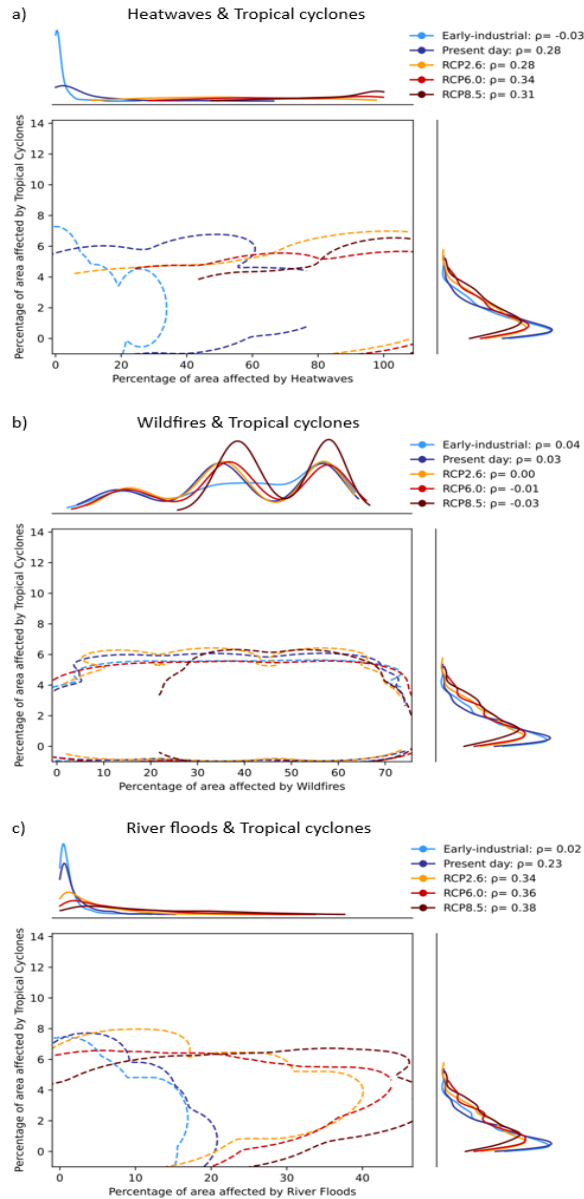 a)
Heatwaves & Tropical cyclones
Early-industrial: ρ= -0.03
Present day: ρ= 0.28
RCP2.6: ρ= 0.28
RCP6.0: ρ= 0.34
RCP8.5: ρ= 0.31
Percentage of area affected by Tropical Cyclones
14
12
10
8
6
4
2
0
0
20
40
60
80
100
Percentage of area affected by Heatwaves
b)
Wildfires & Tropical cyclones
Early-industrial: ρ= 0.04
Present day: ρ= 0.03
RCP2.6: ρ= 0.00
RCP6.0: ρ= -0.01
RCP8.5: ρ= -0.03
Percentage of area affected by Tropical Cyclones
14
12
10
8
6
4
2
0
0
10
20
30
40
50
60
70
Percentage of area affected by Wildfires
c)
River floods & Tropical cyclones
Early-industrial: ρ= 0.02
Present day: ρ= 0.23
RCP2.6: ρ= 0.34
RCP6.0: ρ= 0.36
RCP8.5: ρ= 0.38
Percentage of area affected by Tropical Cyclones
14
12
10
8
6
4
2
0
0
10
20
30
40
Percentage of area affected by River Floods